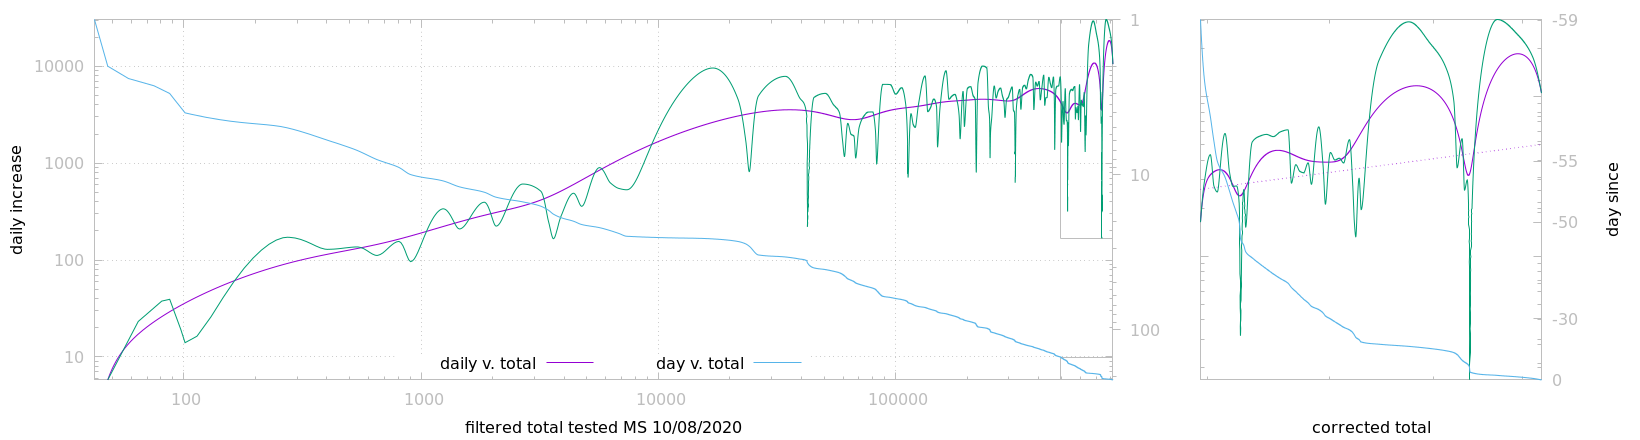 daily increase
10000
1000
100
10
100
1000
10000
100000
1
10
100
daily v. total
day v. total
filtered total tested MS 10/08/2020
-59
-55
-50
-30
0
day since
corrected total